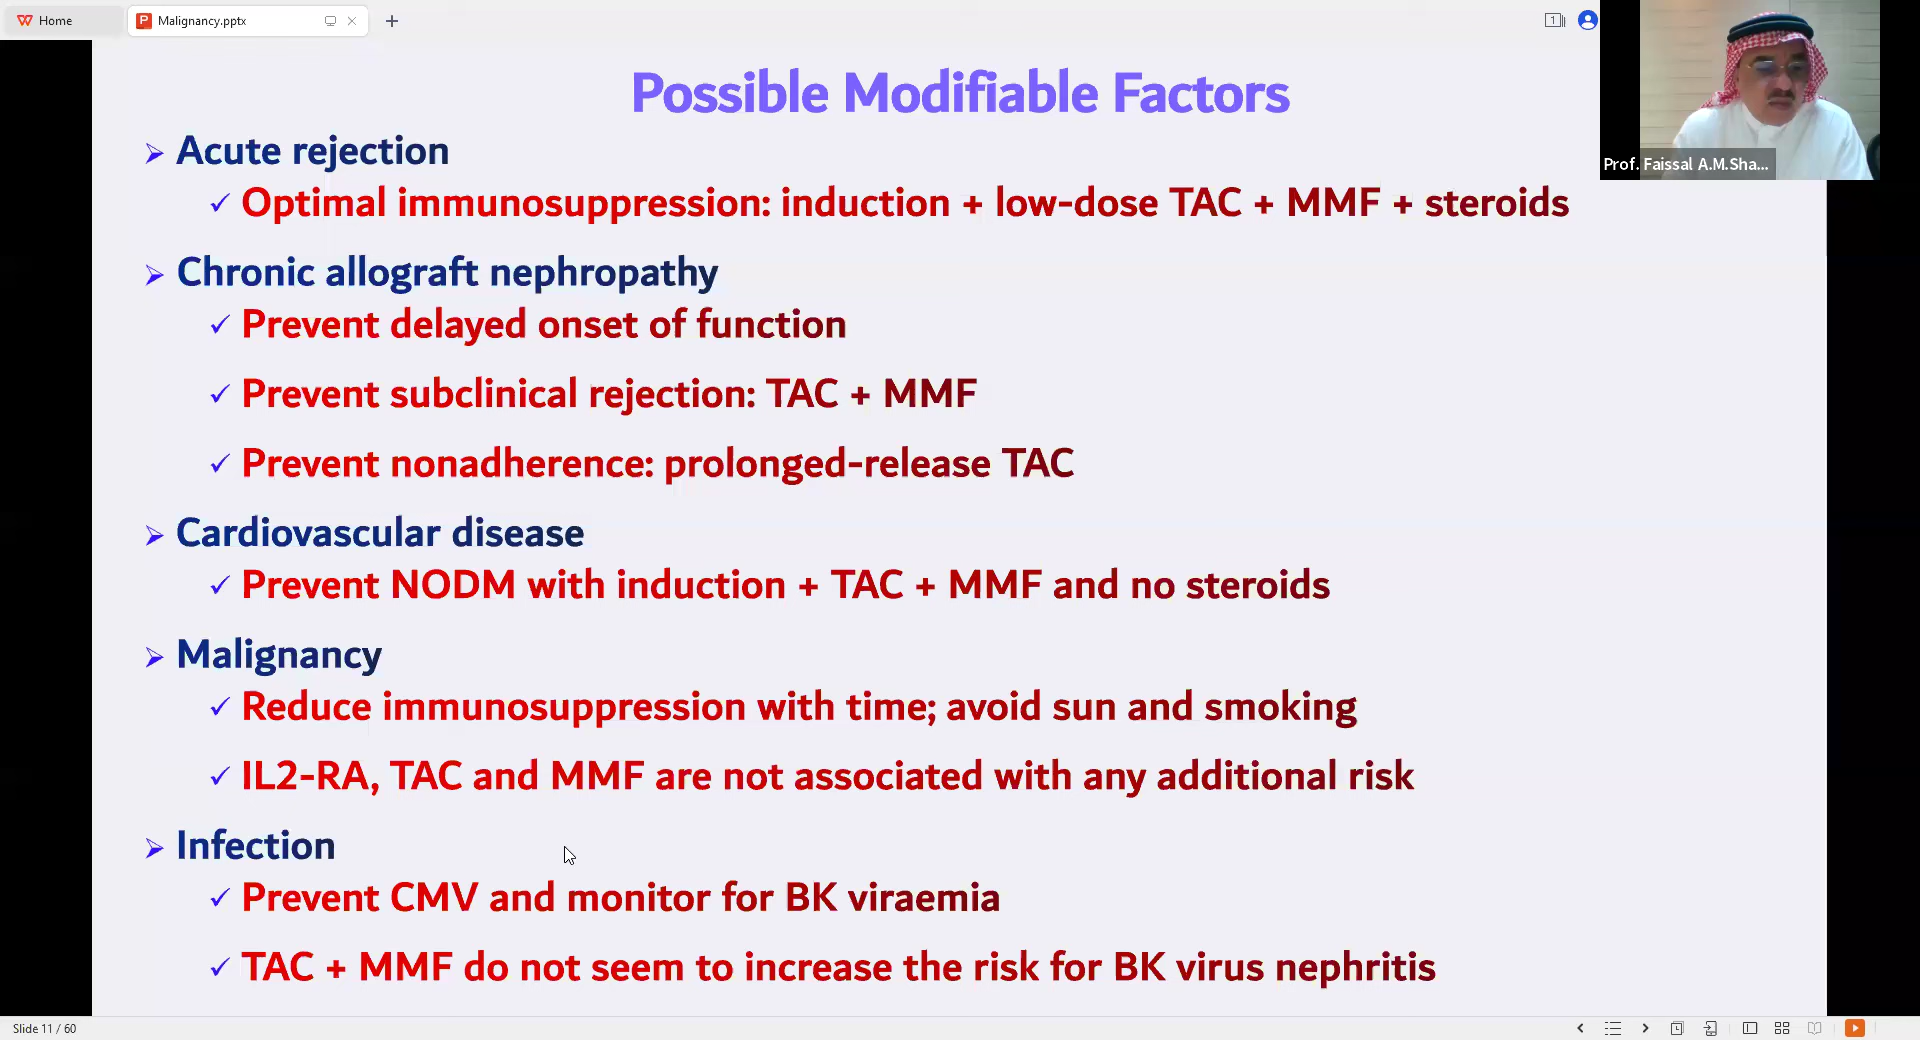 Home
Malignancy.pptx
Possible Modifiable Factors
Acute rejection
Optimal immunosuppression: induction + low-dose TAC + MMF + steroids
Prof. Faissal A.M.Sha...
Chronic allograft nephropathy
Prevent delayed onset of function
Prevent subclinical rejection: TAC + MMF
Prevent nonadherence: prolonged-release TAC
Cardiovascular disease
Prevent NODM with induction + TAC + MMF and no steroids
Malignancy
Reduce immunosuppression with time; avoid sun and smoking
IL2-RA, TAC and MMF are not associated with any additional risk
Infection
Prevent CMV and monitor for BK viraemia
TAC + MMF do not seem to increase the risk for BK virus nephritis
Slide 11 / 60